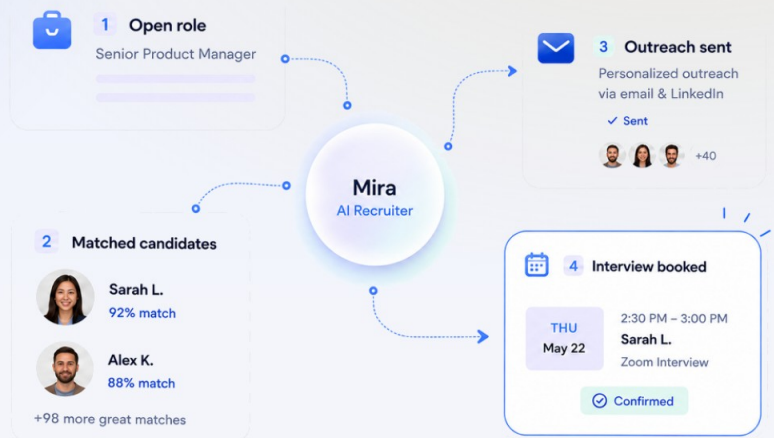 1 Open role
Senior Product Manager
Mira
AI Recruiter
2 Matched candidates
Sarah L.
92% match
Alex K.
88% match
+98 more great matches
3 Outreach sent
Personalized outreach
via email & LinkedIn
Sent
+40
4 Interview booked
THU
May 22
2:30 PM – 3:00 PM
Sarah L.
Zoom Interview
Confirmed